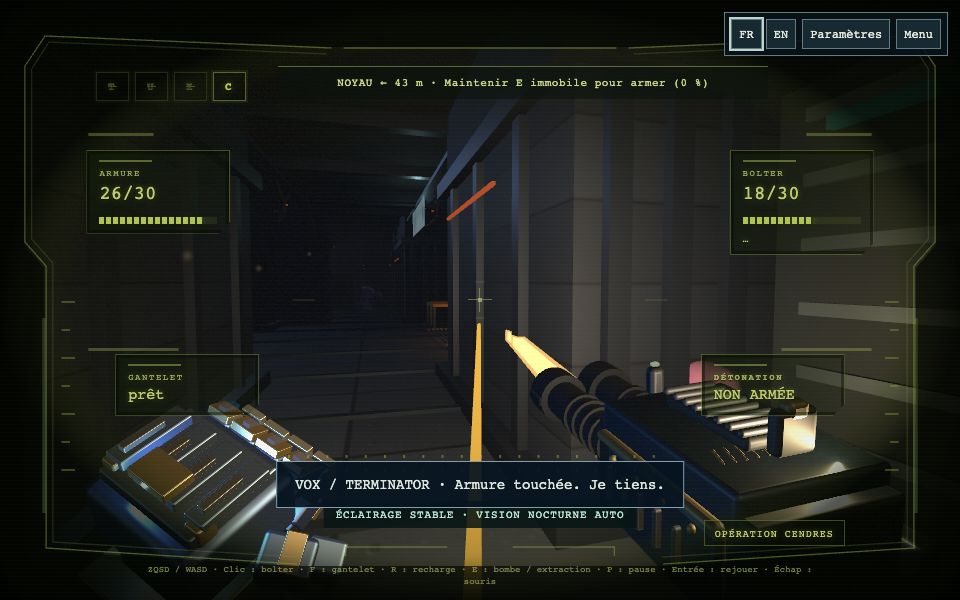 FR EN Paramètres Menu
NOYAU ← 43 m · Maintenir E immobile pour armer (0 %)
C
ARMURE
26/30
BOLTER
18/30
…
GANTELET
prêt
DÉTONATION
NON ARMÉE
VOX / TERMINATOR · Armure touchée. Je tiens.
ÉCLAIRAGE STABLE · VISION NOCTURNE AUTO
OPÉRATION CENDRES
ZQSD / WASD · Clic : bolter · F : gantelet · R : recharge · E : bombe / extraction · P : pause · Entrée : rejouer · Échap :
souris